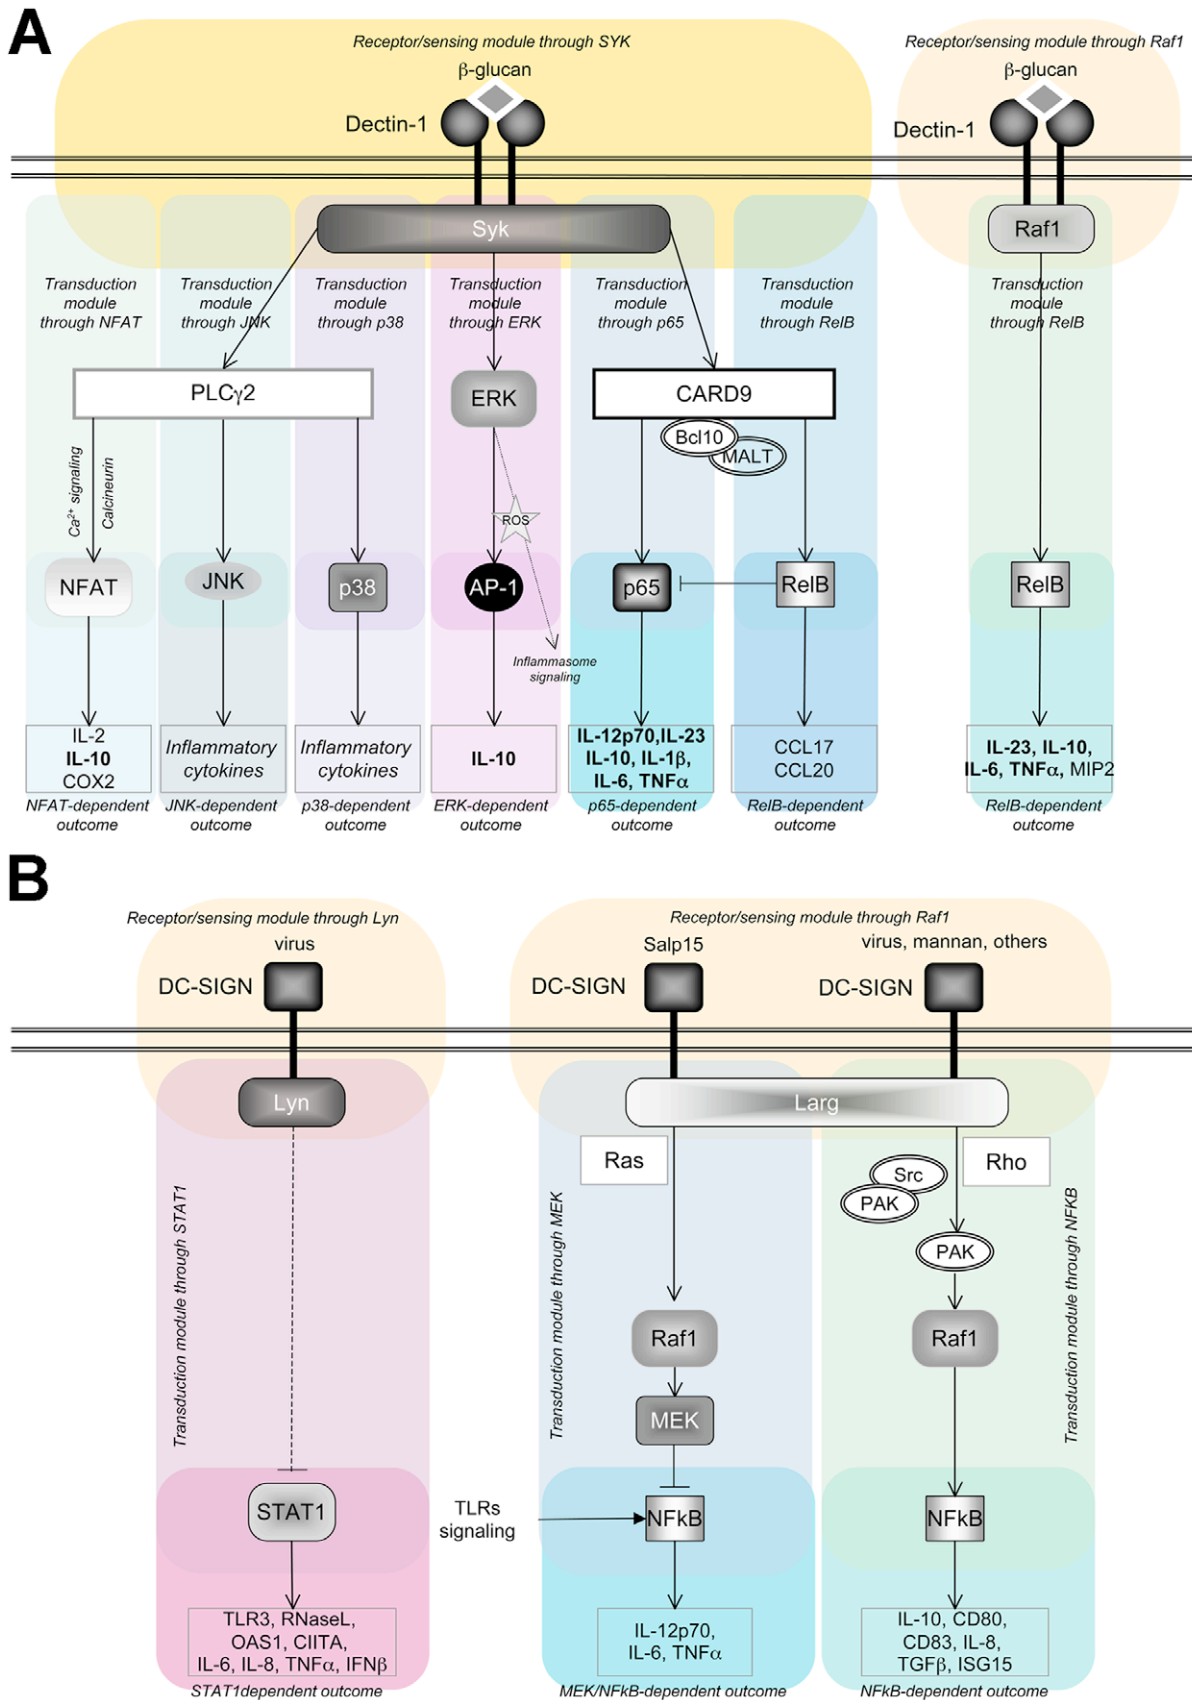 A
Receptor/sensing module through SYK
β-glucan
Dectin-1
Syk
Receptor/sensing module through Raf1
β-glucan
Dectin-1
Raf1
Transduction
module
through NFAT
Transduction
module
through JNK
Transduction
module
through p38
Transduction
module
through ERK
Transduction
module
through p65
Transduction
module
through RelB
Transduction
module
through RelB
PLCγ2
ERK
CARD9
Bcl10
MALT
Ca2+ signaling
Calcineurin
ROS
NFAT
JNK
p38
AP-1
p65
RelB
RelB
Inflammasome
signaling
IL-2
IL-10
COX2
Inflammatory
cytokines
Inflammatory
cytokines
IL-10
IL-12p70,IL-23
IL-10, IL-1β,
IL-6, TNFα
CCL17
CCL20
IL-23, IL-10,
IL-6, TNFα, MIP2
NFAT-dependent
outcome
JNK-dependent
outcome
p38-dependent
outcome
ERK-dependent
outcome
p65-dependent
outcome
RelB-dependent
outcome
RelB-dependent
outcome
B
Receptor/sensing module through Lyn
virus
DC-SIGN
Lyn
Receptor/sensing module through Raf1
Salp15
DC-SIGN
virus, mannan, others
DC-SIGN
Larg
Ras
Rho
Src
PAK
PAK
Transduction module through STAT1
Transduction module through MEK
Transduction module through NFKB
Raf1
Raf1
MEK
STAT1
TLRs
signaling
NFkB
NFkB
TLR3, RNaseL,
OAS1, CIITA,
IL-6, IL-8, TNFα, IFNβ
IL-12p70,
IL-6, TNFα
IL-10, CD80,
CD83, IL-8,
TGFβ, ISG15
STAT1dependent outcome
MEK/NFkB-dependent outcome
NFkB-dependent outcome